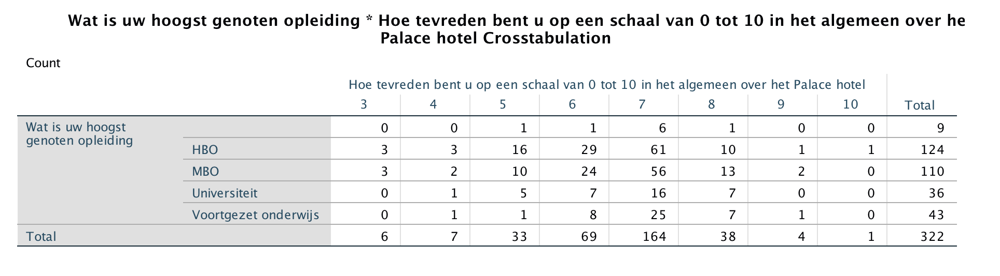 Wat is uw hoogst genoten opleiding * Hoe tevreden bent u op een schaal van 0 tot 10 in het algemeen over he
Palace hotel Crosstabulation
Count
Hoe tevreden bent u op een schaal van 0 tot 10 in het algemeen over het Palace hotel
3 4 5 6 7 8 9 10 Total
Wat is uw hoogst genoten opleiding 0 0 1 1 6 1 0 0 9
HBO 3 3 16 29 61 10 1 1 124
MBO 3 2 10 24 56 13 2 0 110
Universiteit 0 1 5 7 16 7 0 0 36
Voortgezet onderwijs 0 1 1 8 25 7 1 0 43
Total 6 7 33 69 164 38 4 1 322